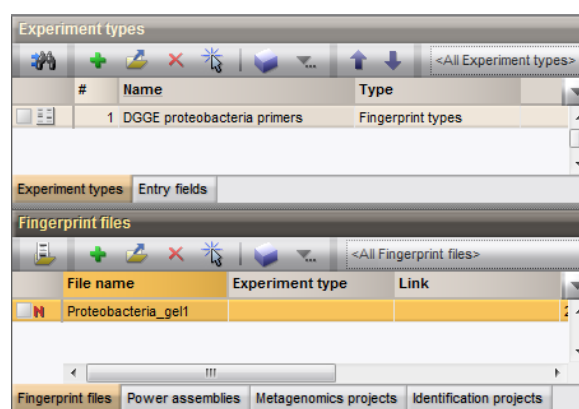 Experiment types
<All Experiment types>
# Name Type
1 DGGE proteobacteria primers Fingerprint types
Experiment types Entry fields
Fingerprint files
<All Fingerprint files>
File name Experiment type Link
N Proteobacteria_gel1
Fingerprint files Power assemblies Metagenomics projects Identification projects